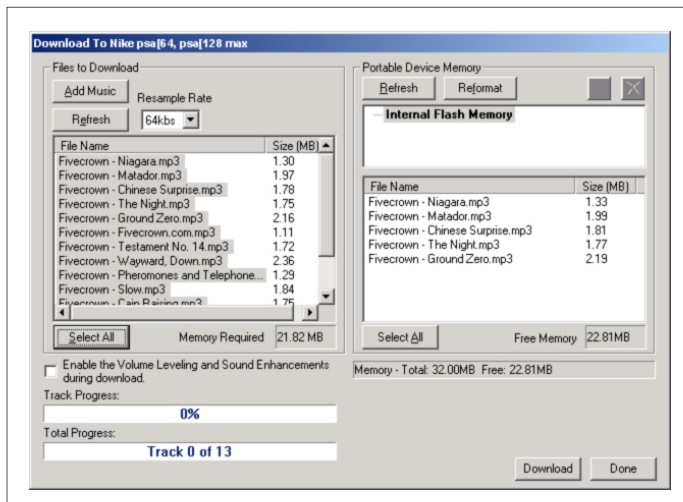 Download To Nike psa[64, psa[128 max
Files to Download
Add Music
Resample Rate
Refresh
64kbs
File Name Size (MB)
Fivecrown - Niagara.mp3 1.30
Fivecrown - Matador.mp3 1.97
Fivecrown - Chinese Surprise.mp3 1.78
Fivecrown - The Night.mp3 1.75
Fivecrown - Ground Zero.mp3 2.16
Fivecrown - Fivecrown.com.mp3 1.11
Fivecrown - Testament No. 14.mp3 1.72
Fivecrown - Wayward, Down.mp3 2.36
Fivecrown - Pheromones and Telephone... 1.29
Fivecrown - Slow.mp3 1.84
Fivecrown - Cain Raising.mp3 1.75
Select All
Memory Required 21.82 MB
Enable the Volume Leveling and Sound Enhancements
during download.
Track Progress:
0%
Total Progress:
Track 0 of 13
Portable Device Memory
Refresh
Reformat
Internal Flash Memory
File Name Size (MB)
Fivecrown - Niagara.mp3 1.33
Fivecrown - Matador.mp3 1.99
Fivecrown - Chinese Surprise.mp3 1.81
Fivecrown - The Night.mp3 1.77
Fivecrown - Ground Zero.mp3 2.19
Select All
Free Memory 22.81MB
Memory - Total: 32.00MB Free: 22.81MB
Download
Done